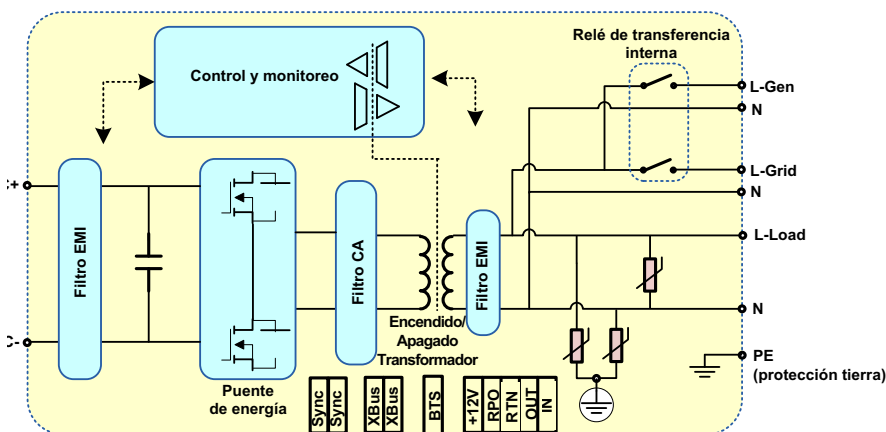 Relé de transferencia
interna
Control y monitoreo
L-Gen
N
L-Grid
N
L-Load
N
PE
(protección tierra)
Filtro EMI
Puente
de energía
Filtro CA
Encendido/
Apagado
Transformador
Filtro EMI
Sync
Sync
XBus
XBus
BTS
+12V
RPO
RTN
OUT
IN